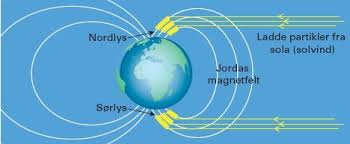 Nordlys
Ladde partikler fra
sola (solvind)
Jordas
magnetfelt
Sørlys